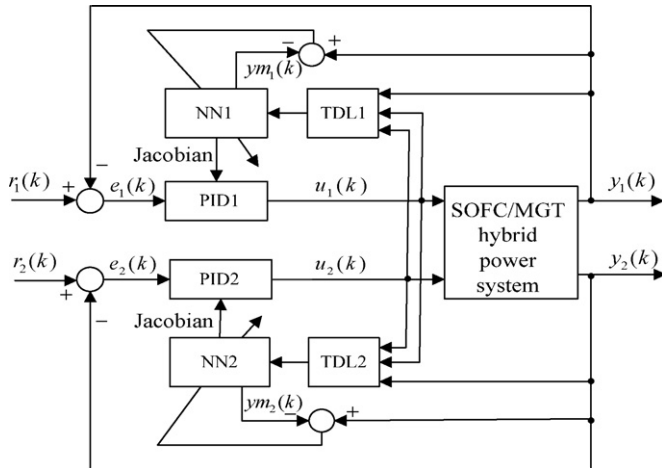 − +
ym₁(k)
NN1 TDL1
Jacobian
−
r₁(k) + e₁(k) PID1 u₁(k) y₁(k)
SOFC/MGT
hybrid
power
system
r₂(k) + e₂(k) PID2 u₂(k) y₂(k)
−
Jacobian
NN2 TDL2
ym₂(k) − +